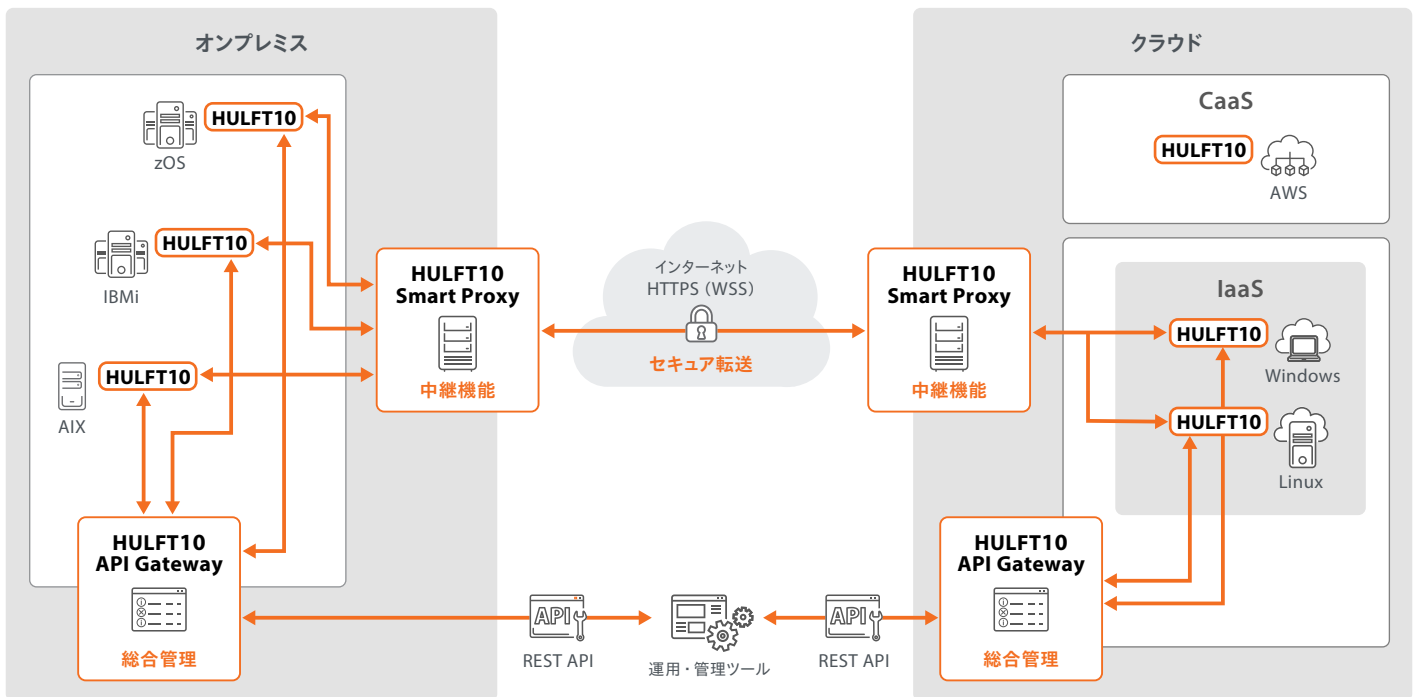 オンプレミス
HULFT10
zOS
HULFT10
IBMi
HULFT10
AIX
HULFT10
API Gateway
総合管理
HULFT10
Smart Proxy
中継機能
インターネット
HTTPS (WSS)
セキュア転送
API
REST API
運用・管理ツール
API
REST API
クラウド
HULFT10
Smart Proxy
中継機能
CaaS
HULFT10
AWS
IaaS
HULFT10
Windows
HULFT10
Linux
HULFT10
API Gateway
総合管理